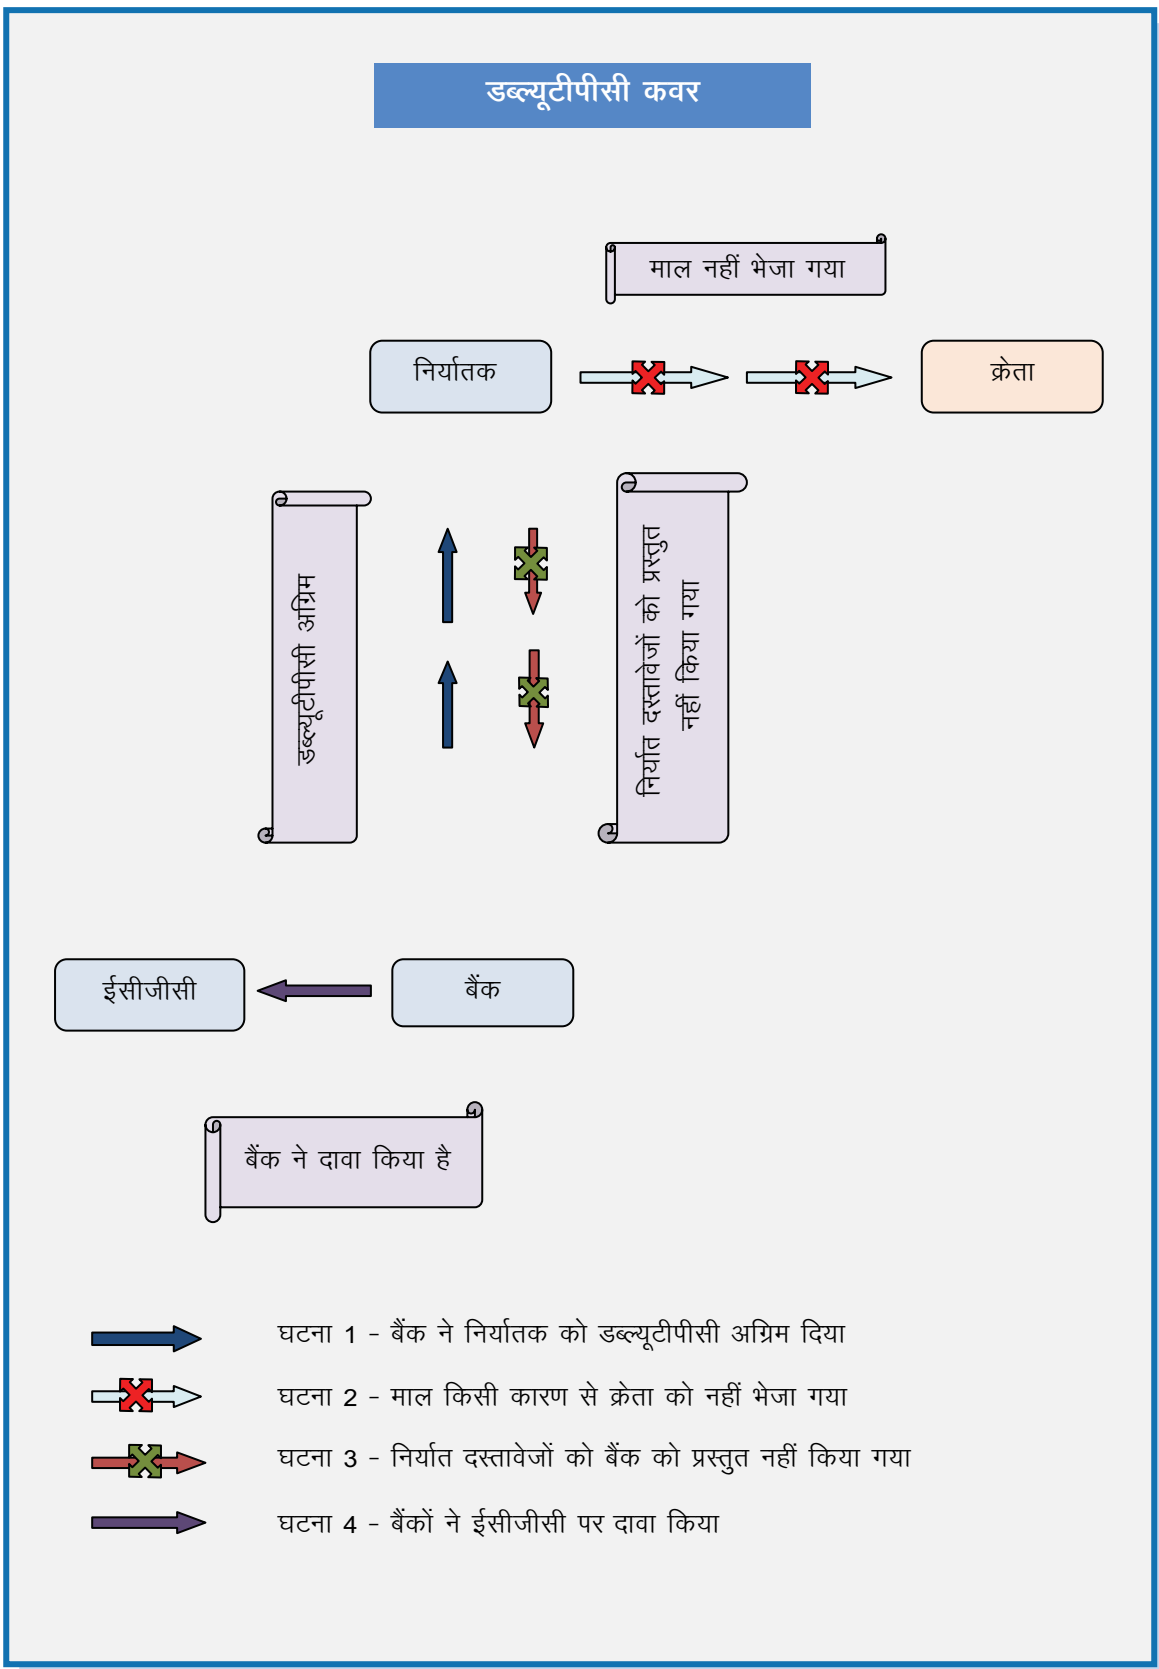 डब्ल्यूटीपीसी कवर
माल नहीं भेजा गया
निर्यातक
क्रेता
डब्ल्यूटीपीसी अग्रिम
निर्यात दस्तावेजों को प्रस्तुत
नहीं किया गया
ईसीजीसी
बैंक
बैंक ने दावा किया है
घटना 1 - बैंक ने निर्यातक को डब्ल्यूटीपीसी अग्रिम दिया
घटना 2 - माल किसी कारण से क्रेता को नहीं भेजा गया
घटना 3 - निर्यात दस्तावेजों को बैंक को प्रस्तुत नहीं किया गया
घटना 4 - बैंकों ने ईसीजीसी पर दावा किया